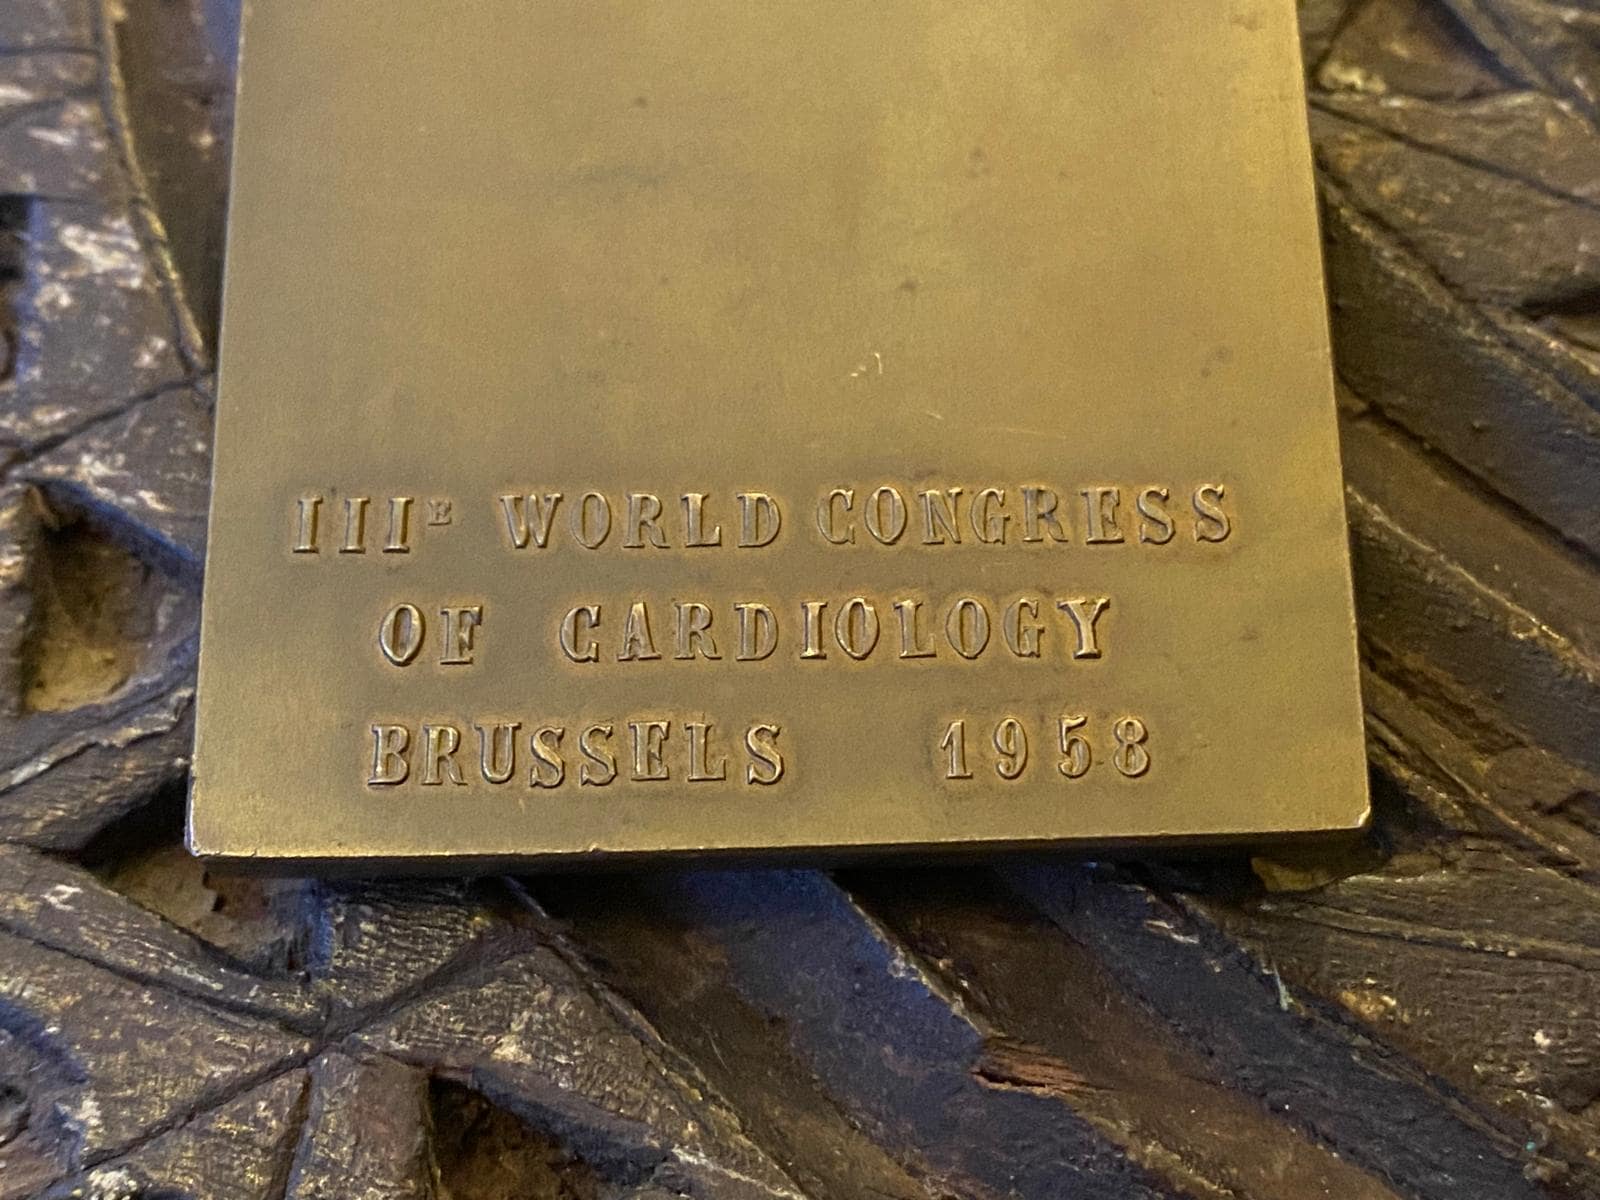 IIIᴱ WORLD CONGRESS
OF CARDIOLOGY
BRUSSELS 1958